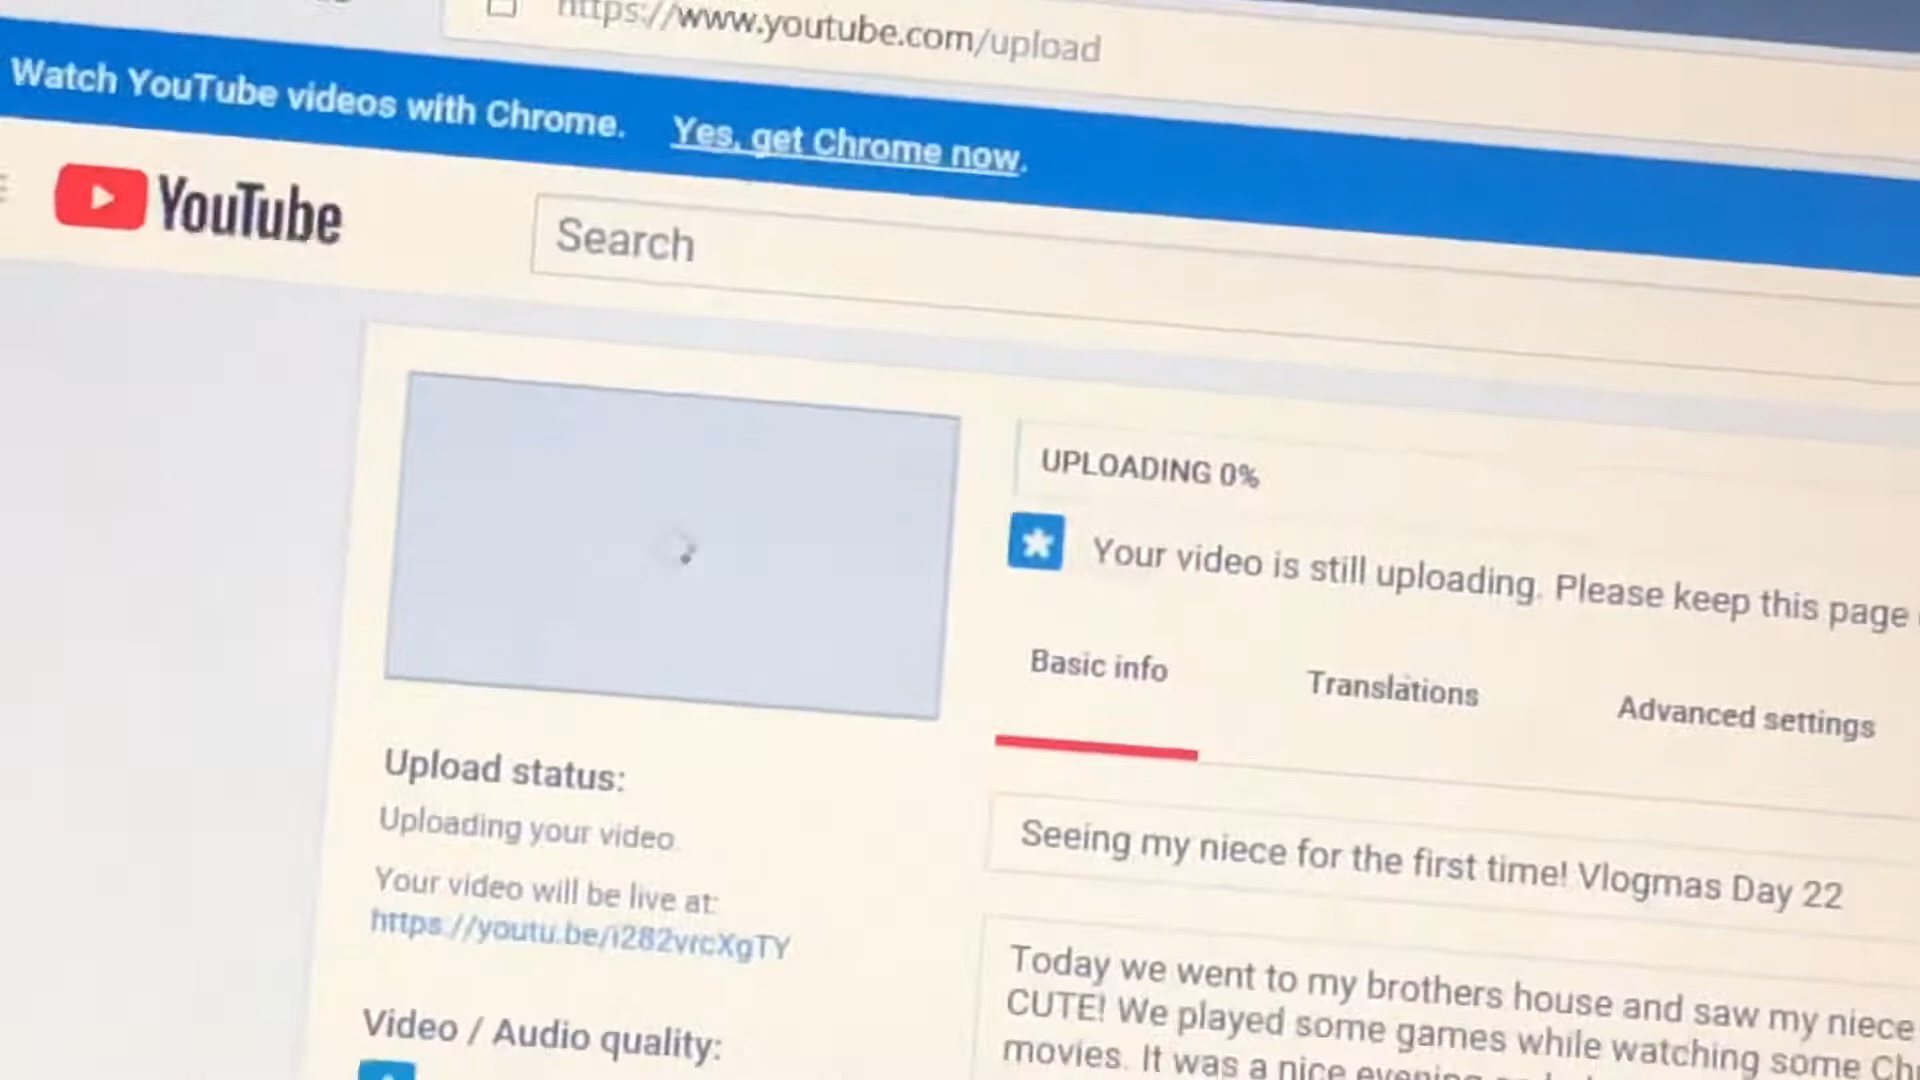 https://www.youtube.com/upload
Watch YouTube videos with Chrome. Yes, get Chrome now.
YouTube
Search
UPLOADING 0%
Your video is still uploading. Please keep this page
Basic info
Translations
Advanced settings
Upload status:
Uploading your video.
Your video will be live at:
https://youtu.be/i282vrcXgTY
Seeing my niece for the first time! Vlogmas Day 22
Today we went to my brothers house and saw my niece
CUTE! We played some games while watching some
movies. It was a nice evening
Video / Audio quality: